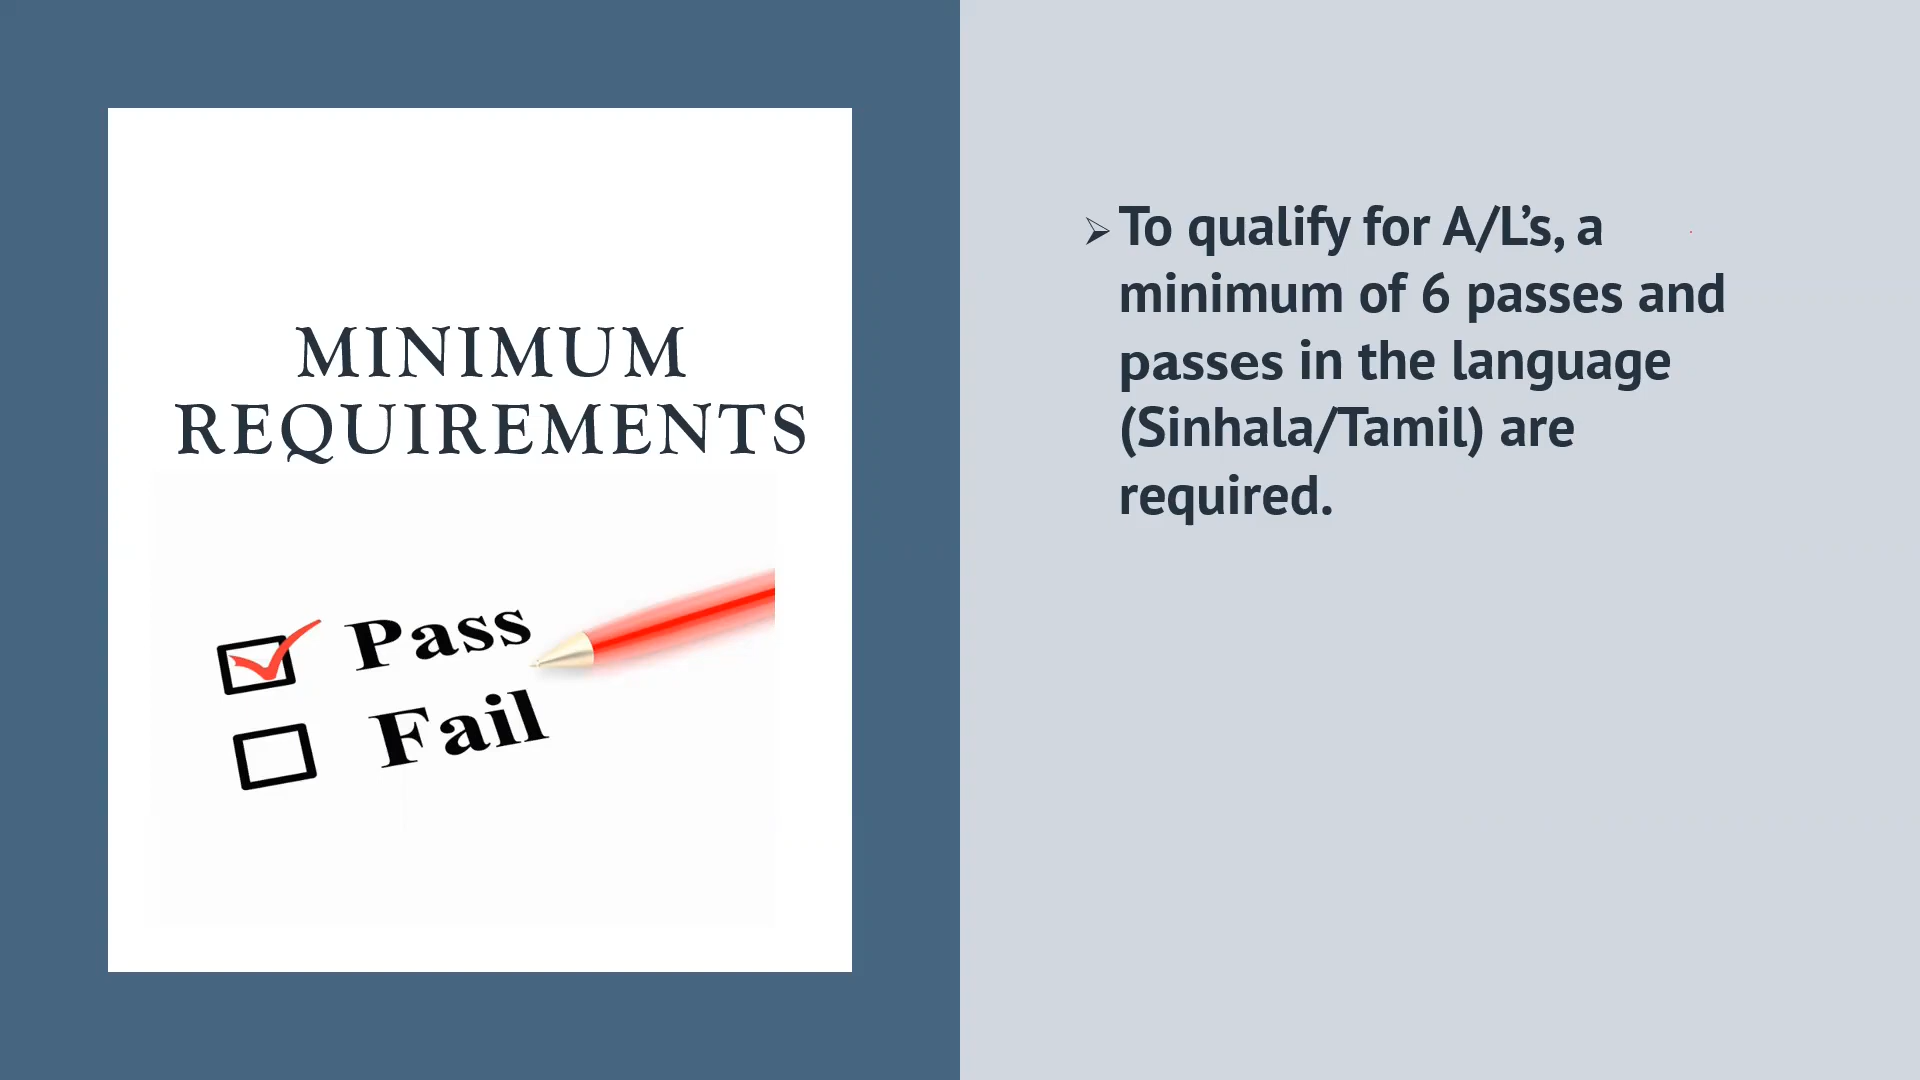 MINIMUM
REQUIREMENTS
Pass
Fail
➢ To qualify for A/L’s, a
minimum of 6 passes and
passes in the language
(Sinhala/Tamil) are
required.